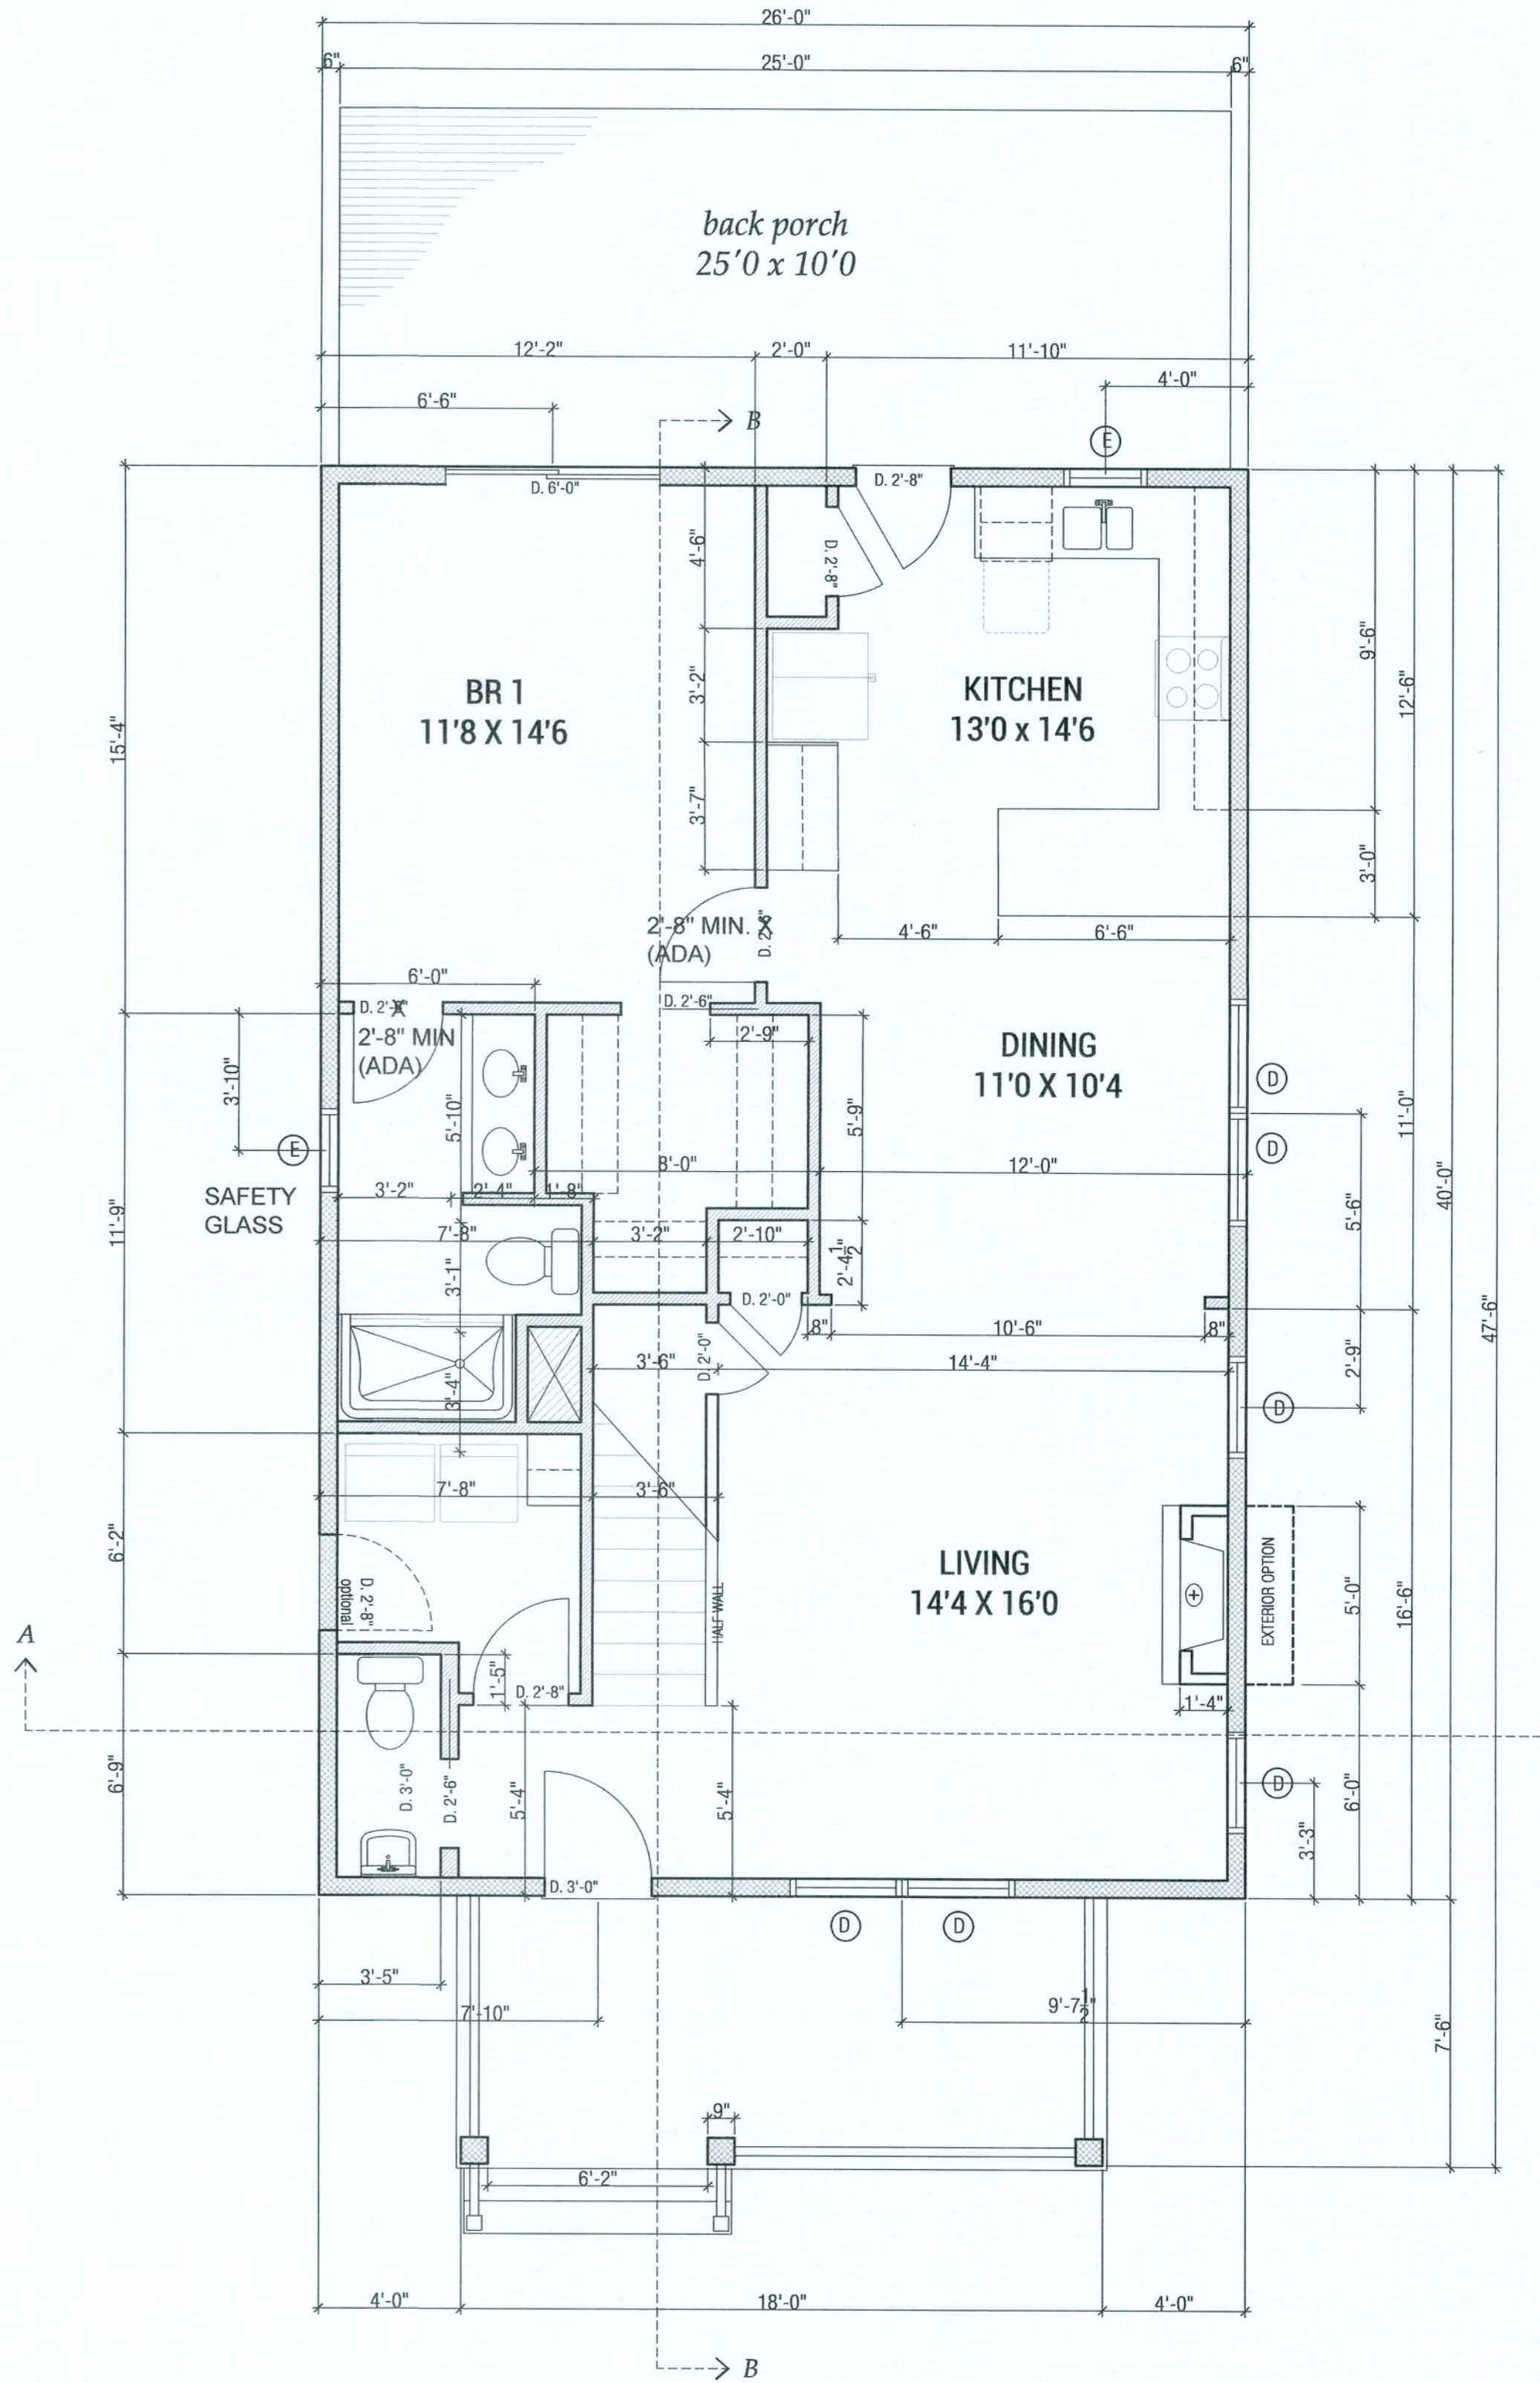 26'-0"
6"
25'-0"
6"
back porch
25'0 x 10'0
12'-2"
2'-0"
11'-10"
4'-0"
6'-6"
B
E
D. 6'-0"
D. 2'-8"
4'-6"
D. 2'-8"
9'-6"
12'-6"
3'-2"
BR 1
11'8 X 14'6
KITCHEN
13'0 x 14'6
15'-4"
3'-7"
3'-0"
2'-8" MIN. X
(ADA)
4'-6"
6'-6"
6'-0"
D. 2'-6"
2'-8" MIN
(ADA)
2'-9"
DINING
11'0 X 10'4
D
3'-10"
5'-10"
5'-9"
11'-0"
E
D
8'-0"
12'-0"
SAFETY
GLASS
3'-2"
2'-4"
1'-8"
40'-0"
11'-9"
5'-6"
7'-8"
3'-2"
2'-10"
2'-4 1/2"
3'-1"
D. 2'-0"
8"
10'-6"
8"
47'-6"
3'-6"
D. 2'-0"
14'-4"
2'-9"
3'-4"
D
7'-8"
3'-6"
6'-2"
LIVING
14'4 X 16'0
D. 2'-8"
optional
HALF WALL
EXTERIOR OPTION
5'-0"
16'-6"
A
1'-5"
D. 2'-8"
1'-4"
6'-9"
D. 3'-0"
D. 2'-6"
5'-4"
5'-4"
D
6'-0"
3'-3"
D. 3'-0"
D
D
3'-5"
7'-10"
9'-7 1/2"
7'-6"
9"
6'-2"
4'-0"
18'-0"
4'-0"
B